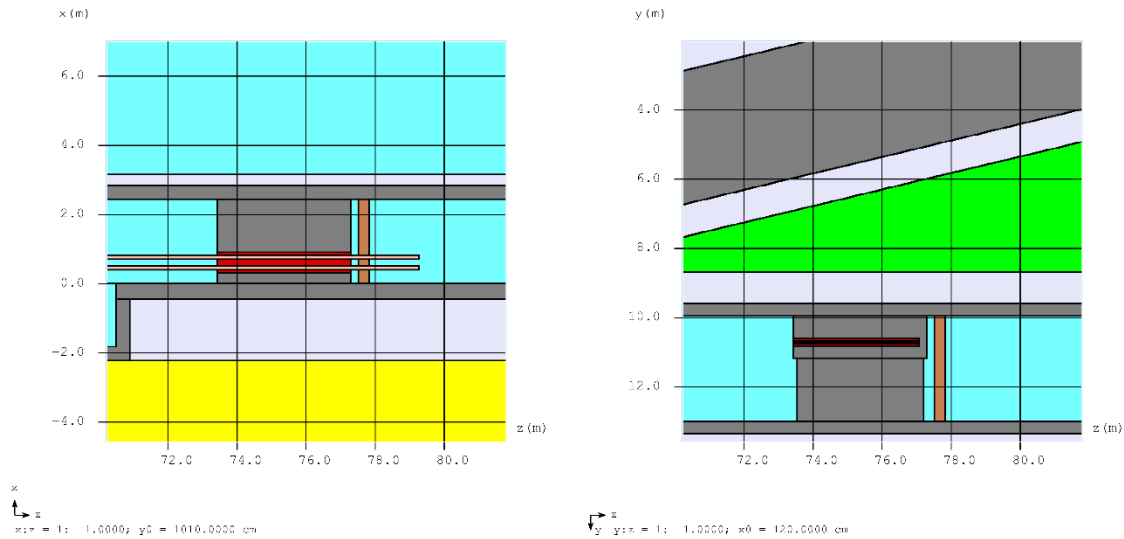 x(m)
6.0
4.0
2.0
0.0
-2.0
-4.0
z(m)
72.0 74.0 76.0 78.0 80.0
x
z
x:z = 1: 1.0000; y0 = 1010.0000 cm
y(m)
4.0
6.0
8.0
10.0
12.0
z(m)
72.0 74.0 76.0 78.0 80.0
z
y
y:z = 1: 1.0000; x0 = 120.0000 cm